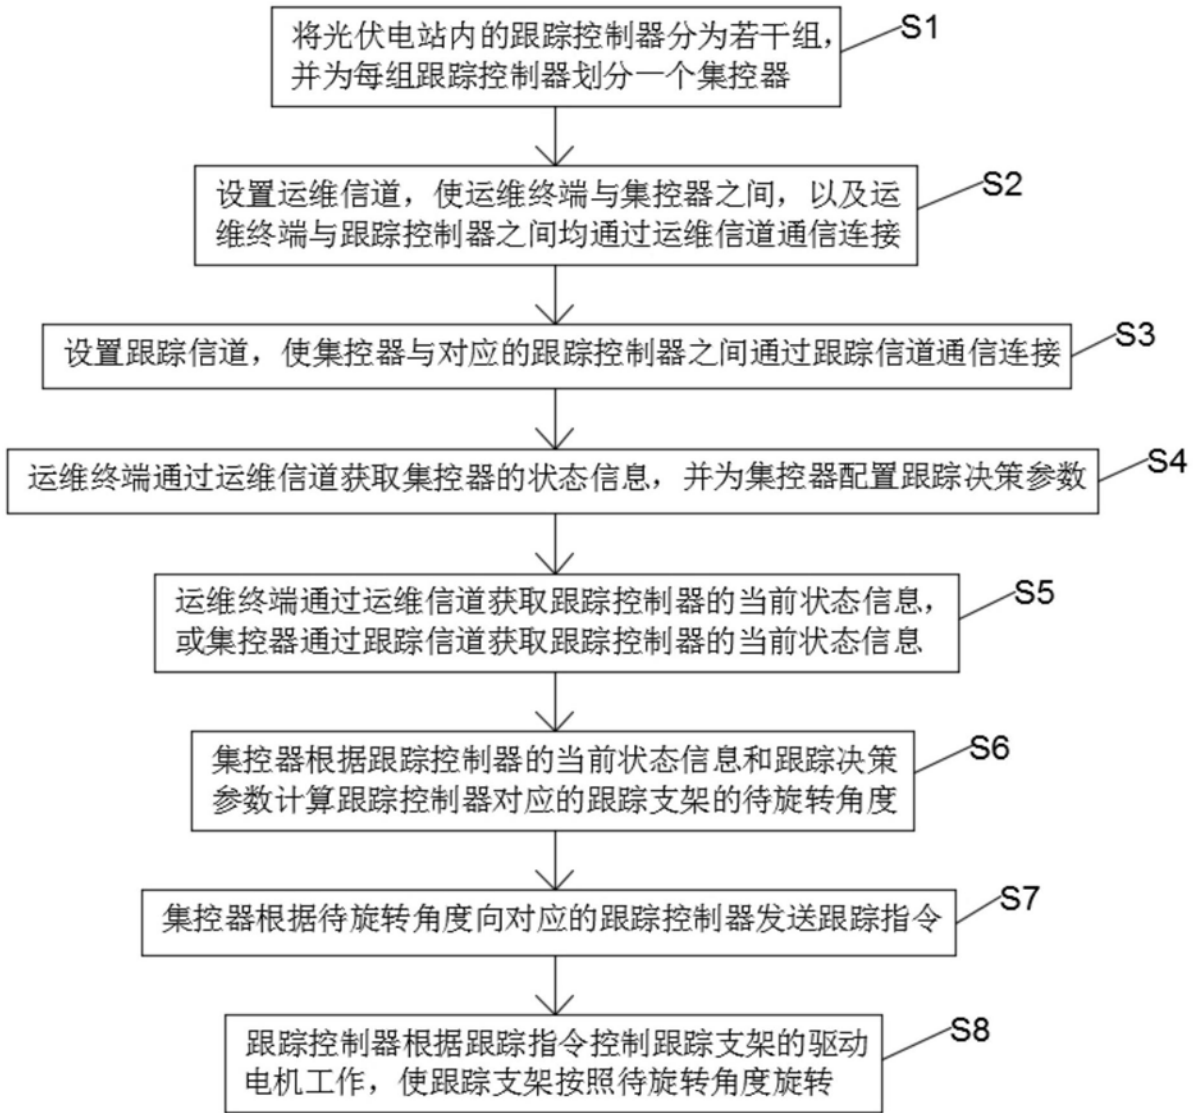 将光伏电站内的跟踪控制器分为若干组，
并为每组跟踪控制器划分一个集控器
S1
设置运维信道，使运维终端与集控器之间，以及运
维终端与跟踪控制器之间均通过运维信道通信连接
S2
设置跟踪信道，使集控器与对应的跟踪控制器之间通过跟踪信道通信连接
S3
运维终端通过运维信道获取集控器的状态信息，并为集控器配置跟踪决策参数
S4
运维终端通过运维信道获取跟踪控制器的当前状态信息，
或集控器通过跟踪信道获取跟踪控制器的当前状态信息
S5
集控器根据跟踪控制器的当前状态信息和跟踪决策
参数计算跟踪控制器对应的跟踪支架的待旋转角度
S6
集控器根据待旋转角度向对应的跟踪控制器发送跟踪指令
S7
跟踪控制器根据跟踪指令控制跟踪支架的驱动
电机工作，使跟踪支架按照待旋转角度旋转
S8